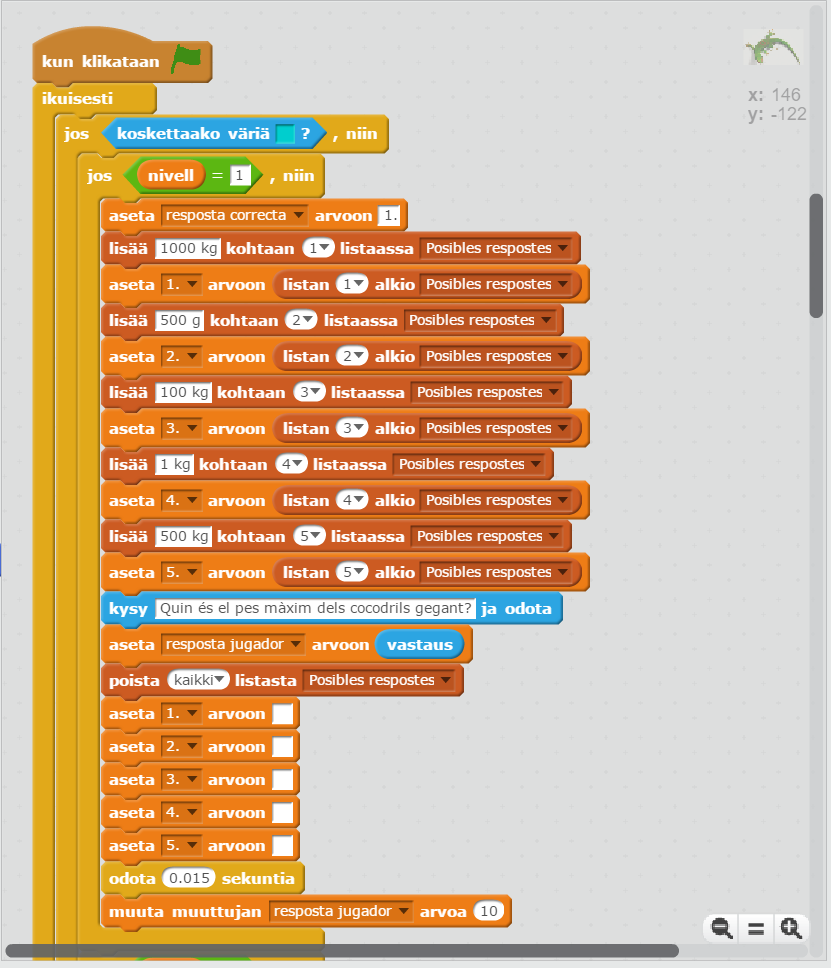 kun klikataan
ikuisesti
jos koskettaako väriä ? , niin
jos nivell = 1 , niin
aseta resposta correcta arvoon 1.
lisää 1000 kg kohtaan 1 listaassa Posibles respostes
aseta 1. arvoon listan 1 alkio Posibles respostes
lisää 500 g kohtaan 2 listaassa Posibles respostes
aseta 2. arvoon listan 2 alkio Posibles respostes
lisää 100 kg kohtaan 3 listaassa Posibles respostes
aseta 3. arvoon listan 3 alkio Posibles respostes
lisää 1 kg kohtaan 4 listaassa Posibles respostes
aseta 4. arvoon listan 4 alkio Posibles respostes
lisää 500 kg kohtaan 5 listaassa Posibles respostes
aseta 5. arvoon listan 5 alkio Posibles respostes
kysy Quin és el pes màxim dels cocodrils gegant? ja odota
aseta resposta jugador arvoon vastaus
poista kaikki listasta Posibles respostes
aseta 1. arvoon
aseta 2. arvoon
aseta 3. arvoon
aseta 4. arvoon
aseta 5. arvoon
odota 0.015 sekuntia
muuta muuttujan resposta jugador arvoa 10
x: 146
y: -122